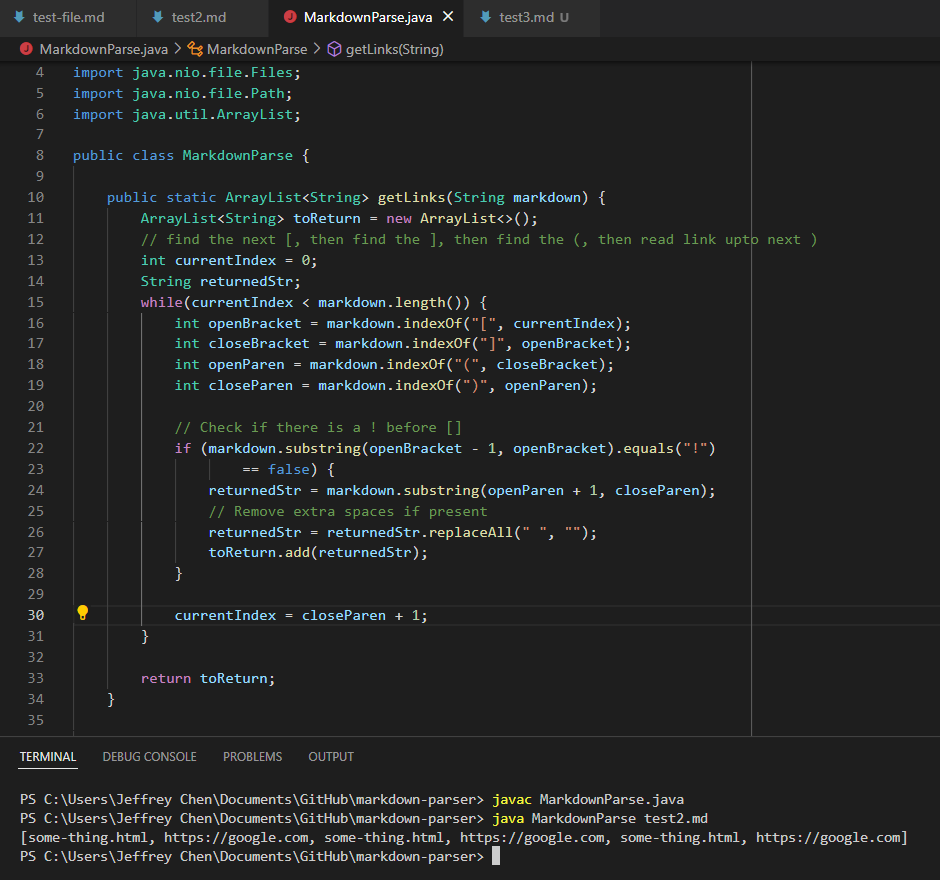 test-file.md test2.md MarkdownParse.java × test3.md U
MarkdownParse.java > MarkdownParse > getLinks(String)
4 import java.nio.file.Files;
5 import java.nio.file.Path;
6 import java.util.ArrayList;
7
8 public class MarkdownParse {
9
10     public static ArrayList<String> getLinks(String markdown) {
11         ArrayList<String> toReturn = new ArrayList<>();
12         // find the next [, then find the ], then find the (, then read link upto next )
13         int currentIndex = 0;
14         String returnedStr;
15         while(currentIndex < markdown.length()) {
16             int openBracket = markdown.indexOf("[", currentIndex);
17             int closeBracket = markdown.indexOf("]", openBracket);
18             int openParen = markdown.indexOf("(", closeBracket);
19             int closeParen = markdown.indexOf(")", openParen);
20
21             // Check if there is a ! before []
22             if (markdown.substring(openBracket - 1, openBracket).equals("!")
23                     == false) {
24                 returnedStr = markdown.substring(openParen + 1, closeParen);
25                 // Remove extra spaces if present
26                 returnedStr = returnedStr.replaceAll(" ", "");
27                 toReturn.add(returnedStr);
28             }
29
30             currentIndex = closeParen + 1;
31         }
32
33         return toReturn;
34     }
35
TERMINAL DEBUG CONSOLE PROBLEMS OUTPUT
PS C:\Users\Jeffrey Chen\Documents\GitHub\markdown-parser> javac MarkdownParse.java
PS C:\Users\Jeffrey Chen\Documents\GitHub\markdown-parser> java MarkdownParse test2.md
[some-thing.html, https://google.com, some-thing.html, https://google.com, some-thing.html, https://google.com]
PS C:\Users\Jeffrey Chen\Documents\GitHub\markdown-parser>